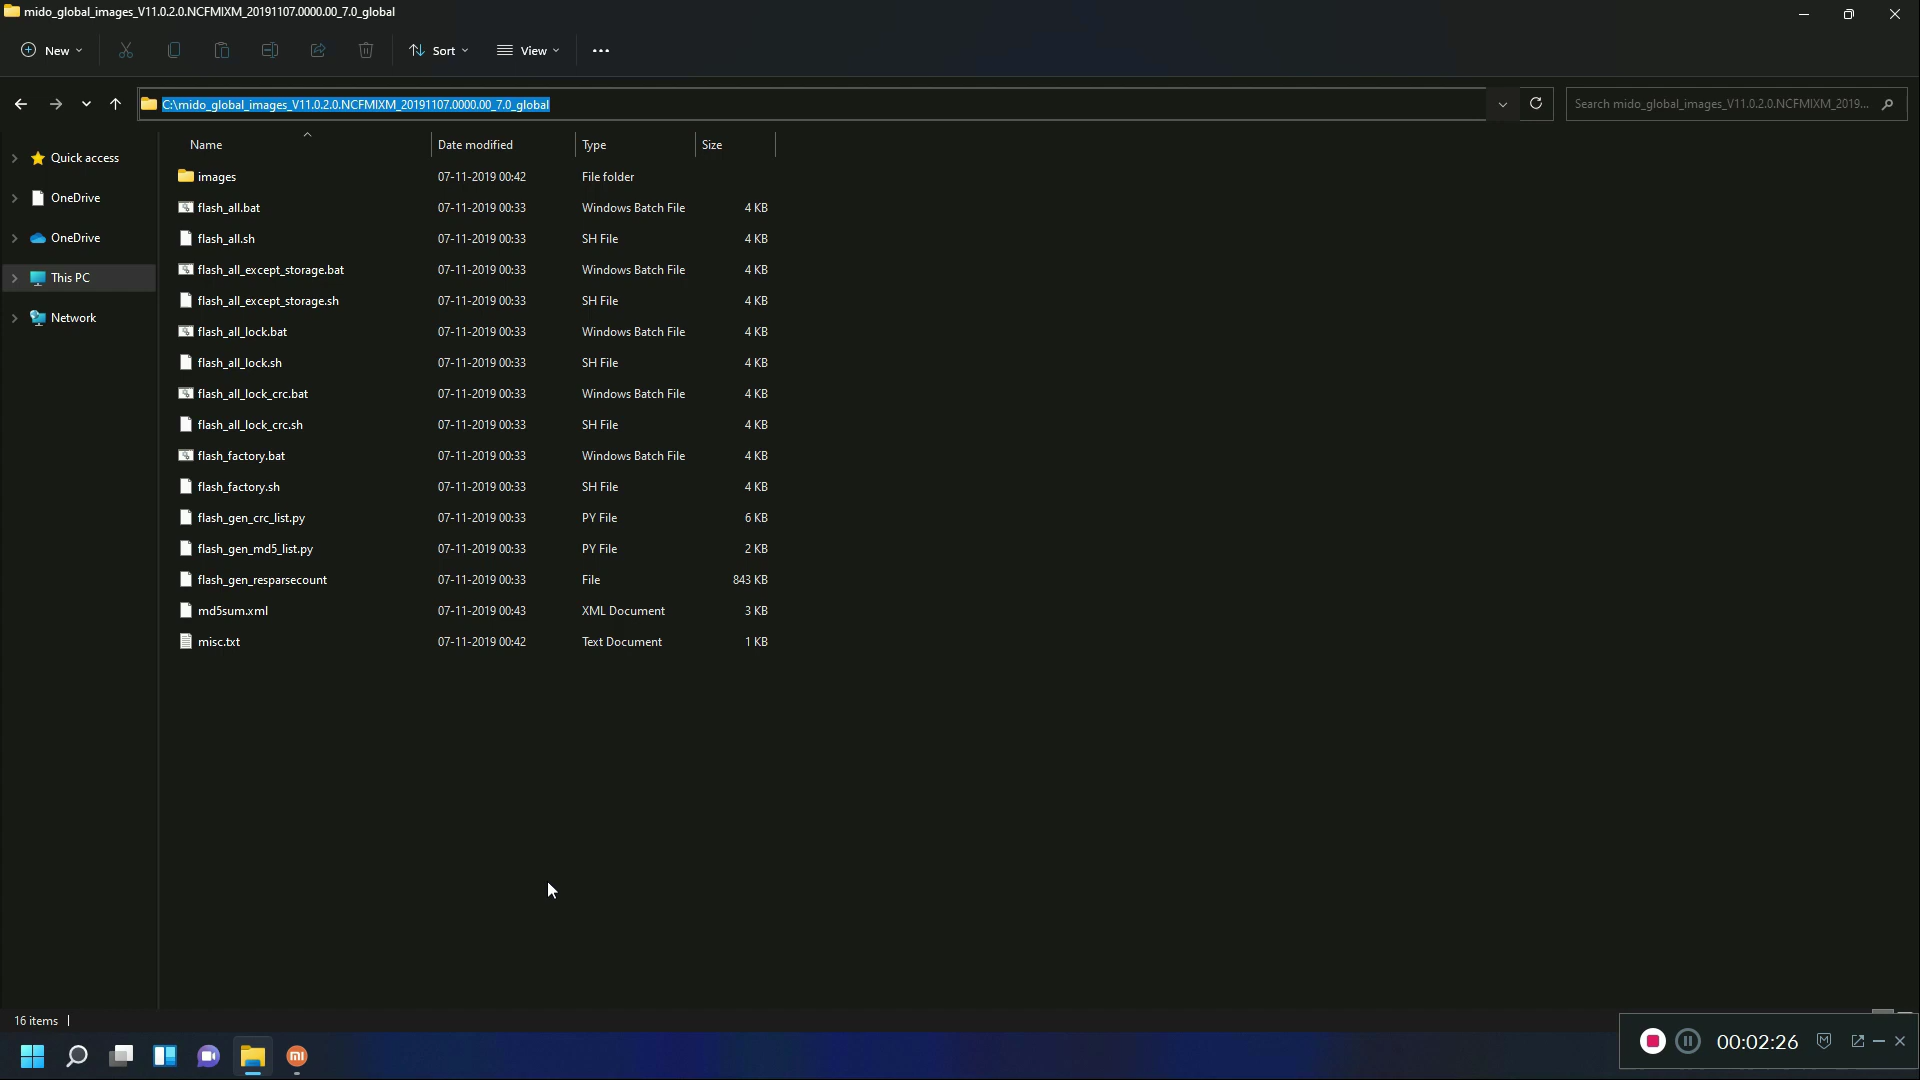 mido_global_images_V11.0.2.0.NCFMIXM_20191107.0000.00_7.0_global
New Sort View
C:\mido_global_images_V11.0.2.0.NCFMIXM_20191107.0000.00_7.0_global Search mido_global_images_V11.0.2.0.NCFMIXM_2019...
Name Date modified Type Size
Quick access
OneDrive
OneDrive
This PC
Network
images 07-11-2019 00:42 File folder
flash_all.bat 07-11-2019 00:33 Windows Batch File 4 KB
flash_all.sh 07-11-2019 00:33 SH File 4 KB
flash_all_except_storage.bat 07-11-2019 00:33 Windows Batch File 4 KB
flash_all_except_storage.sh 07-11-2019 00:33 SH File 4 KB
flash_all_lock.bat 07-11-2019 00:33 Windows Batch File 4 KB
flash_all_lock.sh 07-11-2019 00:33 SH File 4 KB
flash_all_lock_crc.bat 07-11-2019 00:33 Windows Batch File 4 KB
flash_all_lock_crc.sh 07-11-2019 00:33 SH File 4 KB
flash_factory.bat 07-11-2019 00:33 Windows Batch File 4 KB
flash_factory.sh 07-11-2019 00:33 SH File 4 KB
flash_gen_crc_list.py 07-11-2019 00:33 PY File 6 KB
flash_gen_md5_list.py 07-11-2019 00:33 PY File 2 KB
flash_gen_resparsecount 07-11-2019 00:33 File 843 KB
md5sum.xml 07-11-2019 00:43 XML Document 3 KB
misc.txt 07-11-2019 00:42 Text Document 1 KB
16 items
00:02:26